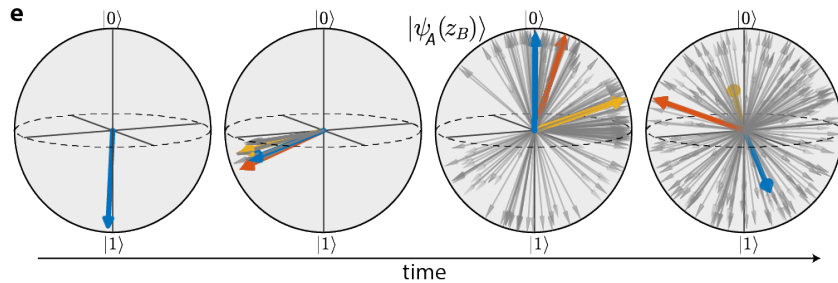 e
|0⟩ |0⟩ |ψ_A(z_B)⟩ |0⟩ |0⟩
|1⟩ |1⟩ |1⟩ |1⟩
time